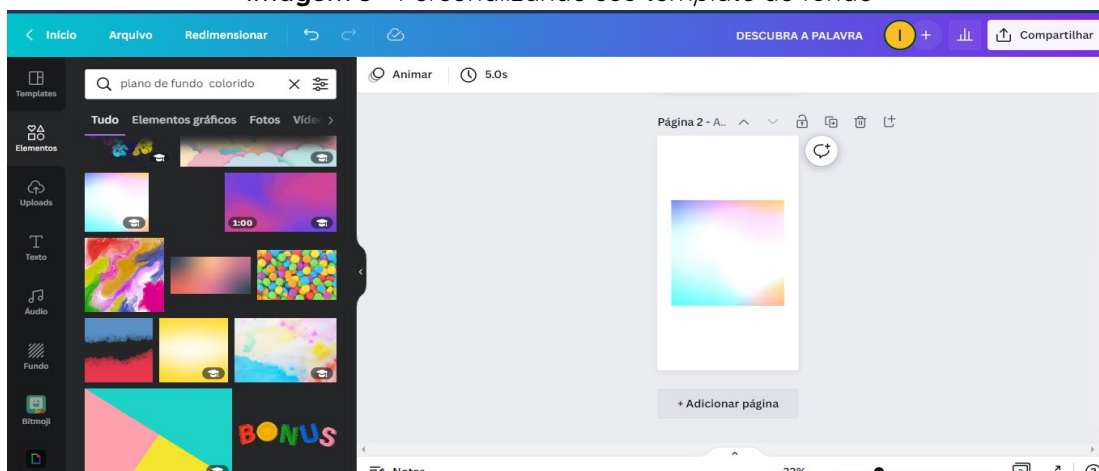 Início Arquivo Redimensionar DESCUBRA A PALAVRA I + Compartilhar
Templates
Elementos
Uploads
Texto
Áudio
Fundo
Bitmoji
plano de fundo colorido
Tudo Elementos gráficos Fotos
1:00
BONUS
Animar 5.0s
Página 2 - A..
+ Adicionar página